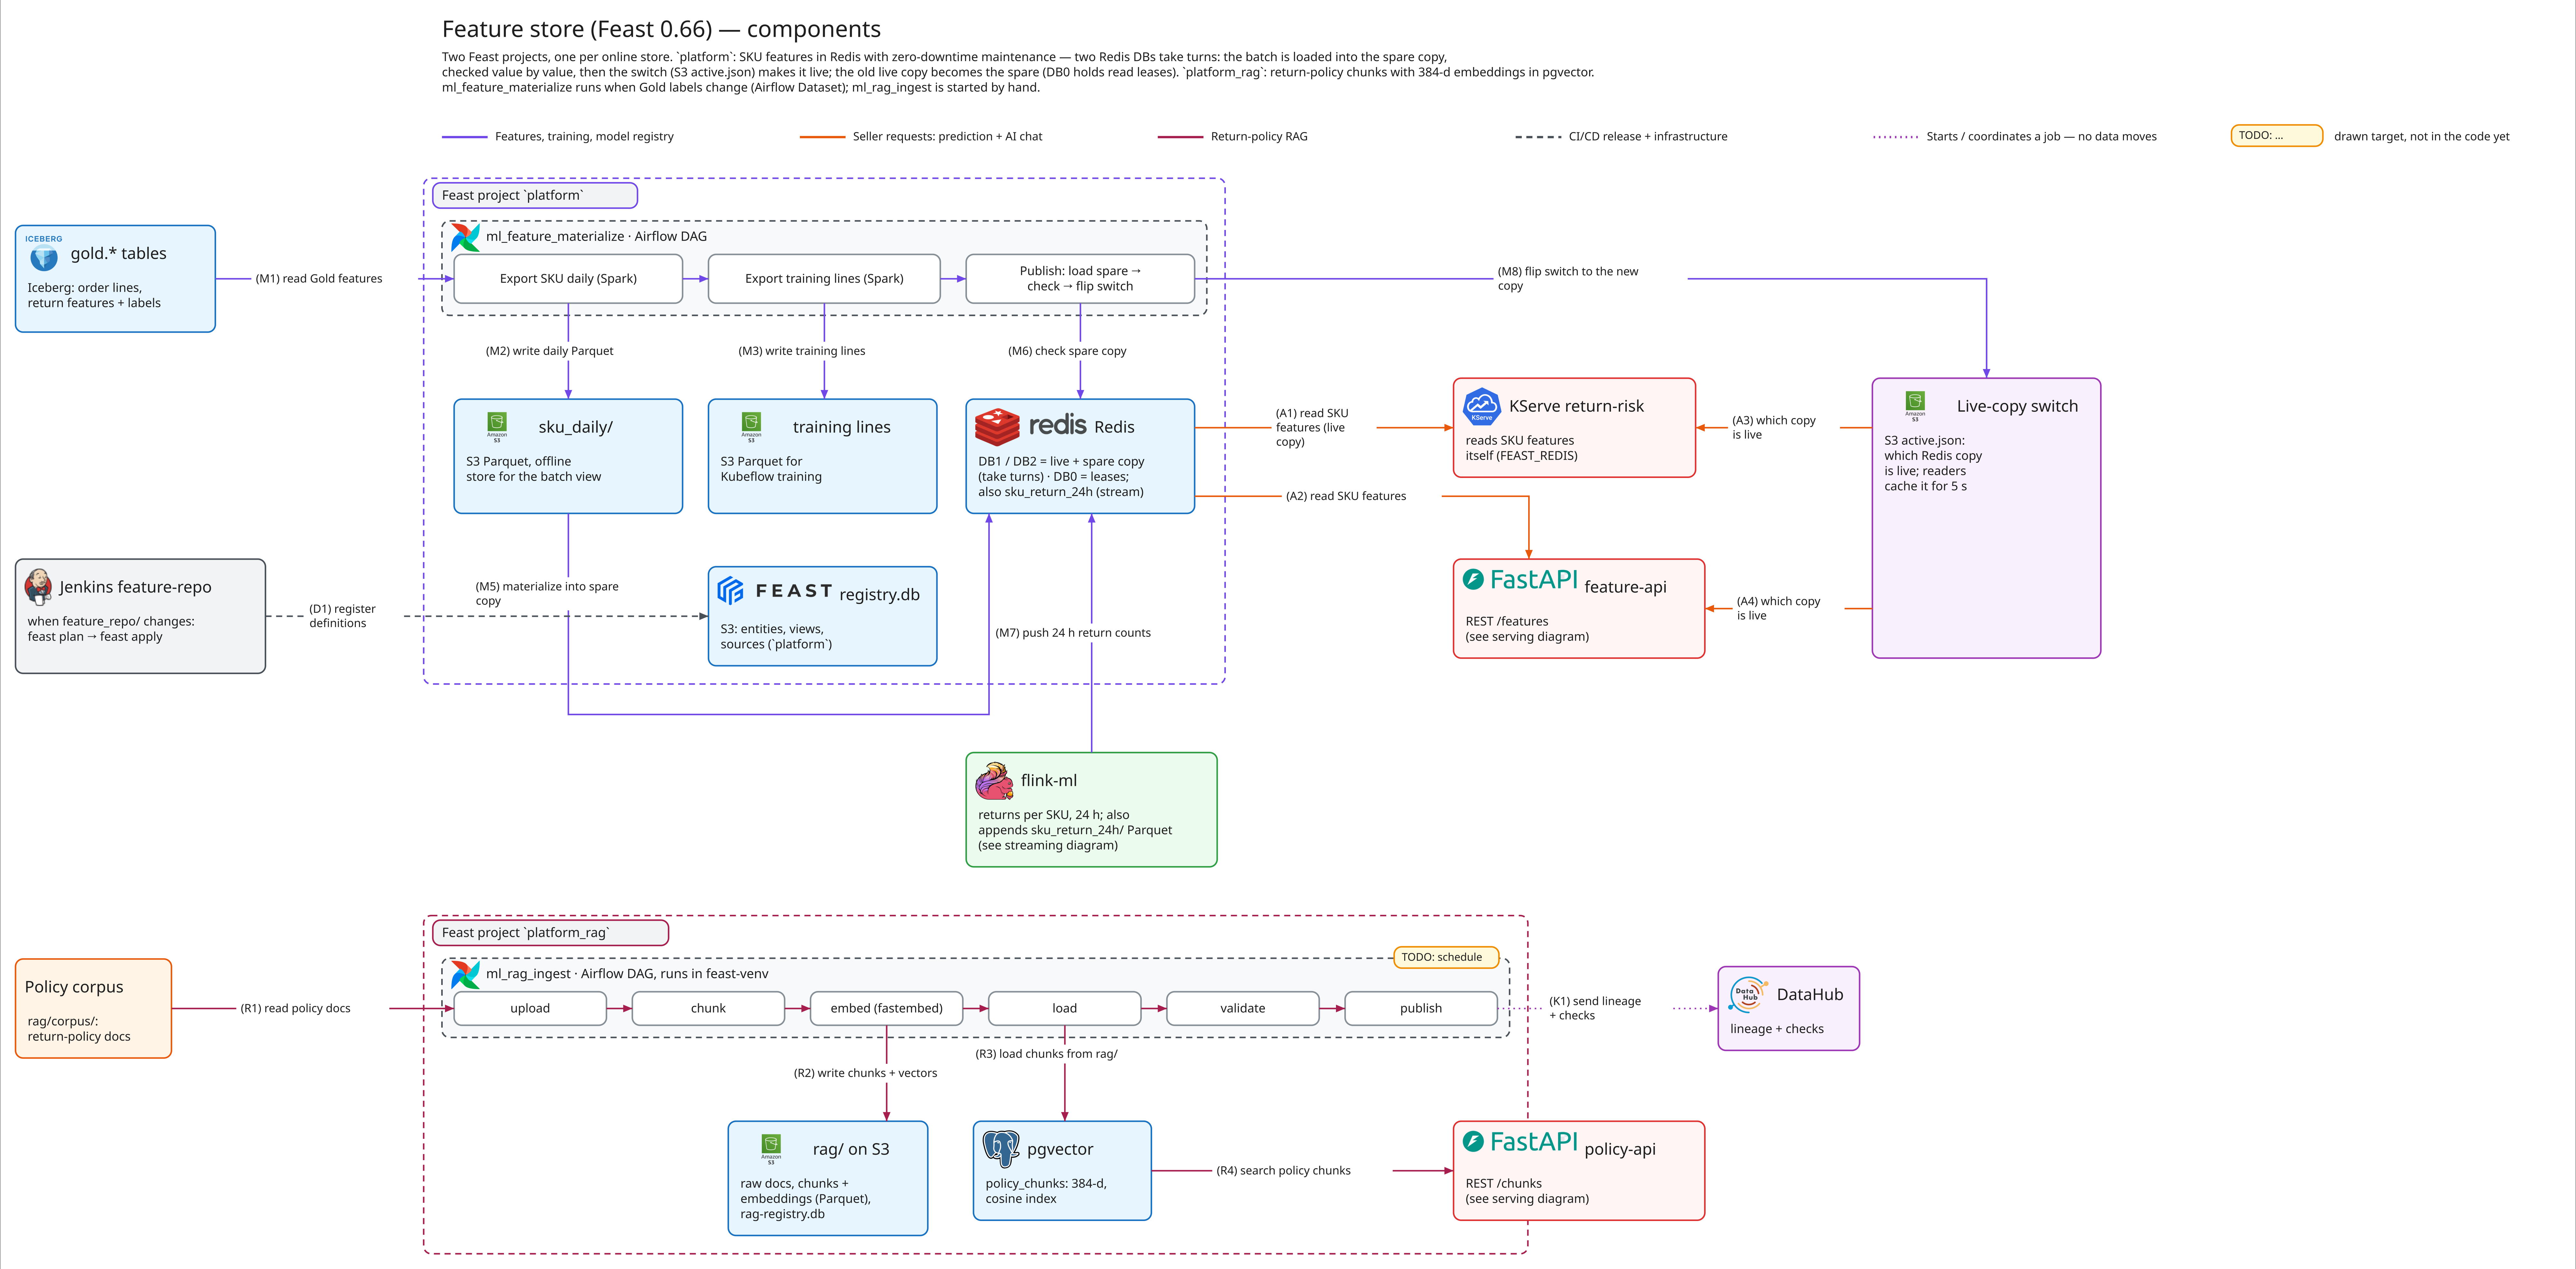 Feature store (Feast 0.66) — components
Two Feast projects, one per online store. `platform`: SKU features in Redis with zero-downtime maintenance — two Redis DBs take turns: the batch is loaded into the spare copy,
checked value by value, then the switch (S3 active.json) makes it live; the old live copy becomes the spare (DB0 holds read leases). `platform_rag`: return-policy chunks with 384-d embeddings in pgvector.
ml_feature_materialize runs when Gold labels change (Airflow Dataset); ml_rag_ingest is started by hand.
Features, training, model registry
Seller requests: prediction + AI chat
Return-policy RAG
CI/CD release + infrastructure
Starts / coordinates a job — no data moves
TODO: ...
drawn target, not in the code yet
Feast project `platform`
ml_feature_materialize · Airflow DAG
ICEBERG
gold.* tables
Iceberg: order lines,
return features + labels
(M1) read Gold features
Export SKU daily (Spark)
Export training lines (Spark)
Publish: load spare →
check → flip switch
(M8) flip switch to the new
copy
(M2) write daily Parquet
(M3) write training lines
(M6) check spare copy
Amazon
S3
sku_daily/
S3 Parquet, offline
store for the batch view
Amazon
S3
training lines
S3 Parquet for
Kubeflow training
redis
Redis
DB1 / DB2 = live + spare copy
(take turns) · DB0 = leases;
also sku_return_24h (stream)
(A1) read SKU
features (live
copy)
KServe
KServe return-risk
reads SKU features
itself (FEAST_REDIS)
(A3) which copy
is live
Amazon
S3
Live-copy switch
S3 active.json:
which Redis copy
is live; readers
cache it for 5 s
(A2) read SKU features
Jenkins feature-repo
when feature_repo/ changes:
feast plan → feast apply
(D1) register
definitions
(M5) materialize into spare
copy
FEAST
registry.db
S3: entities, views,
sources (`platform`)
(M7) push 24 h return counts
FastAPI
feature-api
REST /features
(see serving diagram)
(A4) which copy
is live
flink-ml
returns per SKU, 24 h; also
appends sku_return_24h/ Parquet
(see streaming diagram)
Feast project `platform_rag`
TODO: schedule
ml_rag_ingest · Airflow DAG, runs in feast-venv
Policy corpus
rag/corpus/:
return-policy docs
(R1) read policy docs
upload
chunk
embed (fastembed)
load
validate
publish
(K1) send lineage
+ checks
Data
Hub
DataHub
lineage + checks
(R3) load chunks from rag/
(R2) write chunks + vectors
Amazon
S3
rag/ on S3
raw docs, chunks +
embeddings (Parquet),
rag-registry.db
pgvector
policy_chunks: 384-d,
cosine index
(R4) search policy chunks
FastAPI
policy-api
REST /chunks
(see serving diagram)